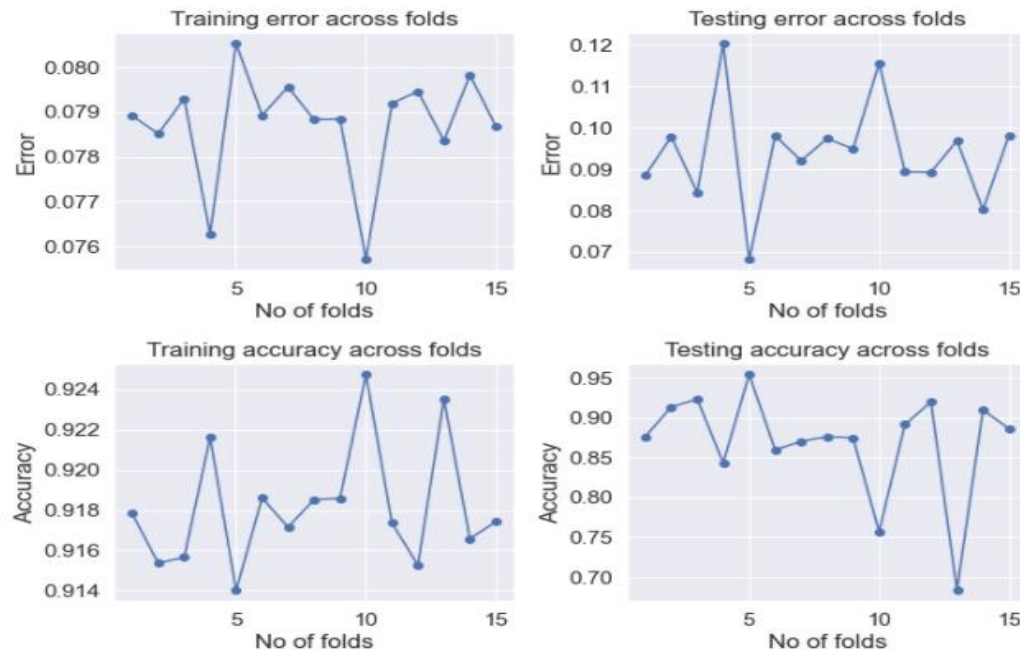 Training error across folds
0.080
0.079
0.078
0.077
0.076
Error
5 10 15
No of folds
Testing error across folds
0.12
0.11
0.10
0.09
0.08
0.07
Error
5 10 15
No of folds
Training accuracy across folds
0.924
0.922
0.920
0.918
0.916
0.914
Accuracy
5 10 15
No of folds
Testing accuracy across folds
0.95
0.90
0.85
0.80
0.75
0.70
Accuracy
5 10 15
No of folds